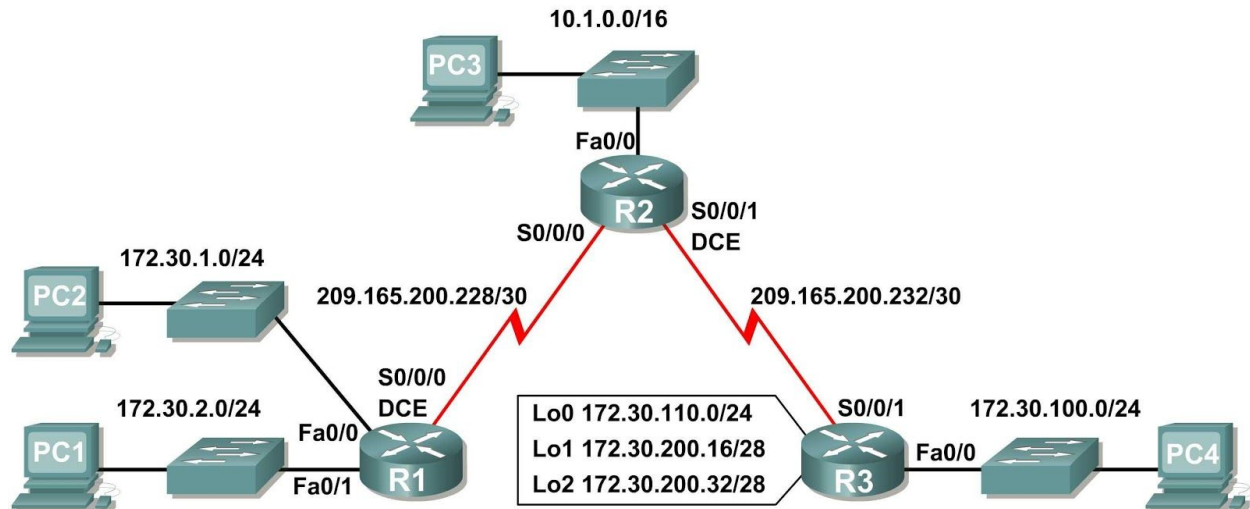 10.1.0.0/16
PC3
Fa0/0
R2
S0/0/1
DCE
S0/0/0
172.30.1.0/24
PC2
209.165.200.228/30
209.165.200.232/30
S0/0/0
DCE
172.30.2.0/24
Fa0/0
PC1
Fa0/1
R1
Lo0 172.30.110.0/24
Lo1 172.30.200.16/28
Lo2 172.30.200.32/28
S0/0/1
172.30.100.0/24
R3
Fa0/0
PC4